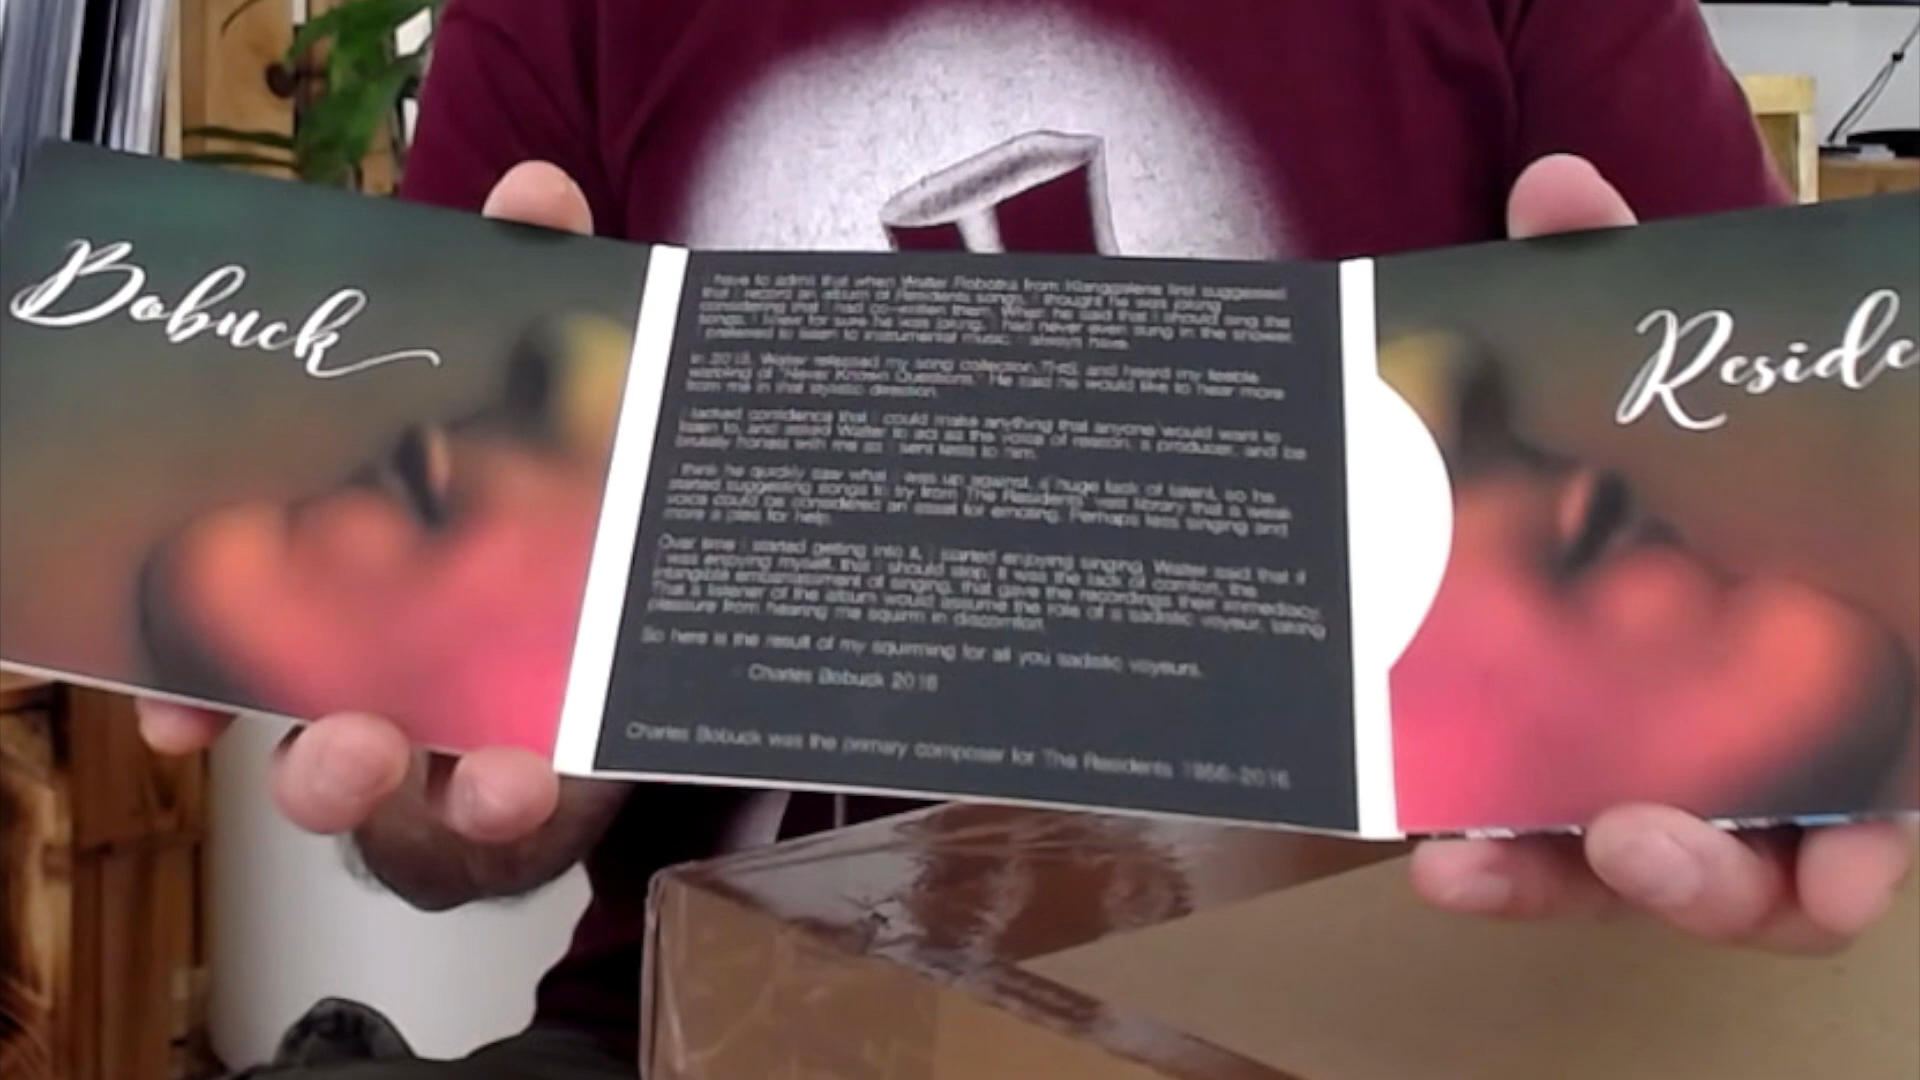 Bobuck
I have to admit that when Walter Robotka from Klanggalerie first suggested
that I record an album of Residents songs, I thought he was joking
considering that I had co-written them. When he said that I should sing the
songs, I knew for sure he was joking. I had never even sung in the shower.
I preferred to listen to instrumental music. I always have.
In 2013, Walter released my song collection, and heard my feeble
warbling of "Never Known Questions." He said he would like to hear more
from me in that stylistic direction.
I lacked confidence that I could make anything that anyone would want to
listen to, and asked Walter to act as the voice of reason, a producer, and be
brutally honest with me as I sent tests to him.
I think he quickly saw what I was up against, a huge lack of talent, so he
started suggesting songs to try from The Residents' vast library that a weak
voice could be considered an asset for emoting. Perhaps less singing and
more a plea for help.
Over time I started getting into it. I started enjoying singing. Walter said that if
I was enjoying myself, that I should stop. It was the lack of comfort, the
intangible embarrassment of singing, that gave the recordings their immediacy.
That a listener of the album would assume the role of a sadistic voyeur, taking
pleasure from hearing me squirm in discomfort.
So here is the result of my squirming for all you sadistic voyeurs.
Charles Bobuck 2016
Charles Bobuck was the primary composer for The Residents
Reside